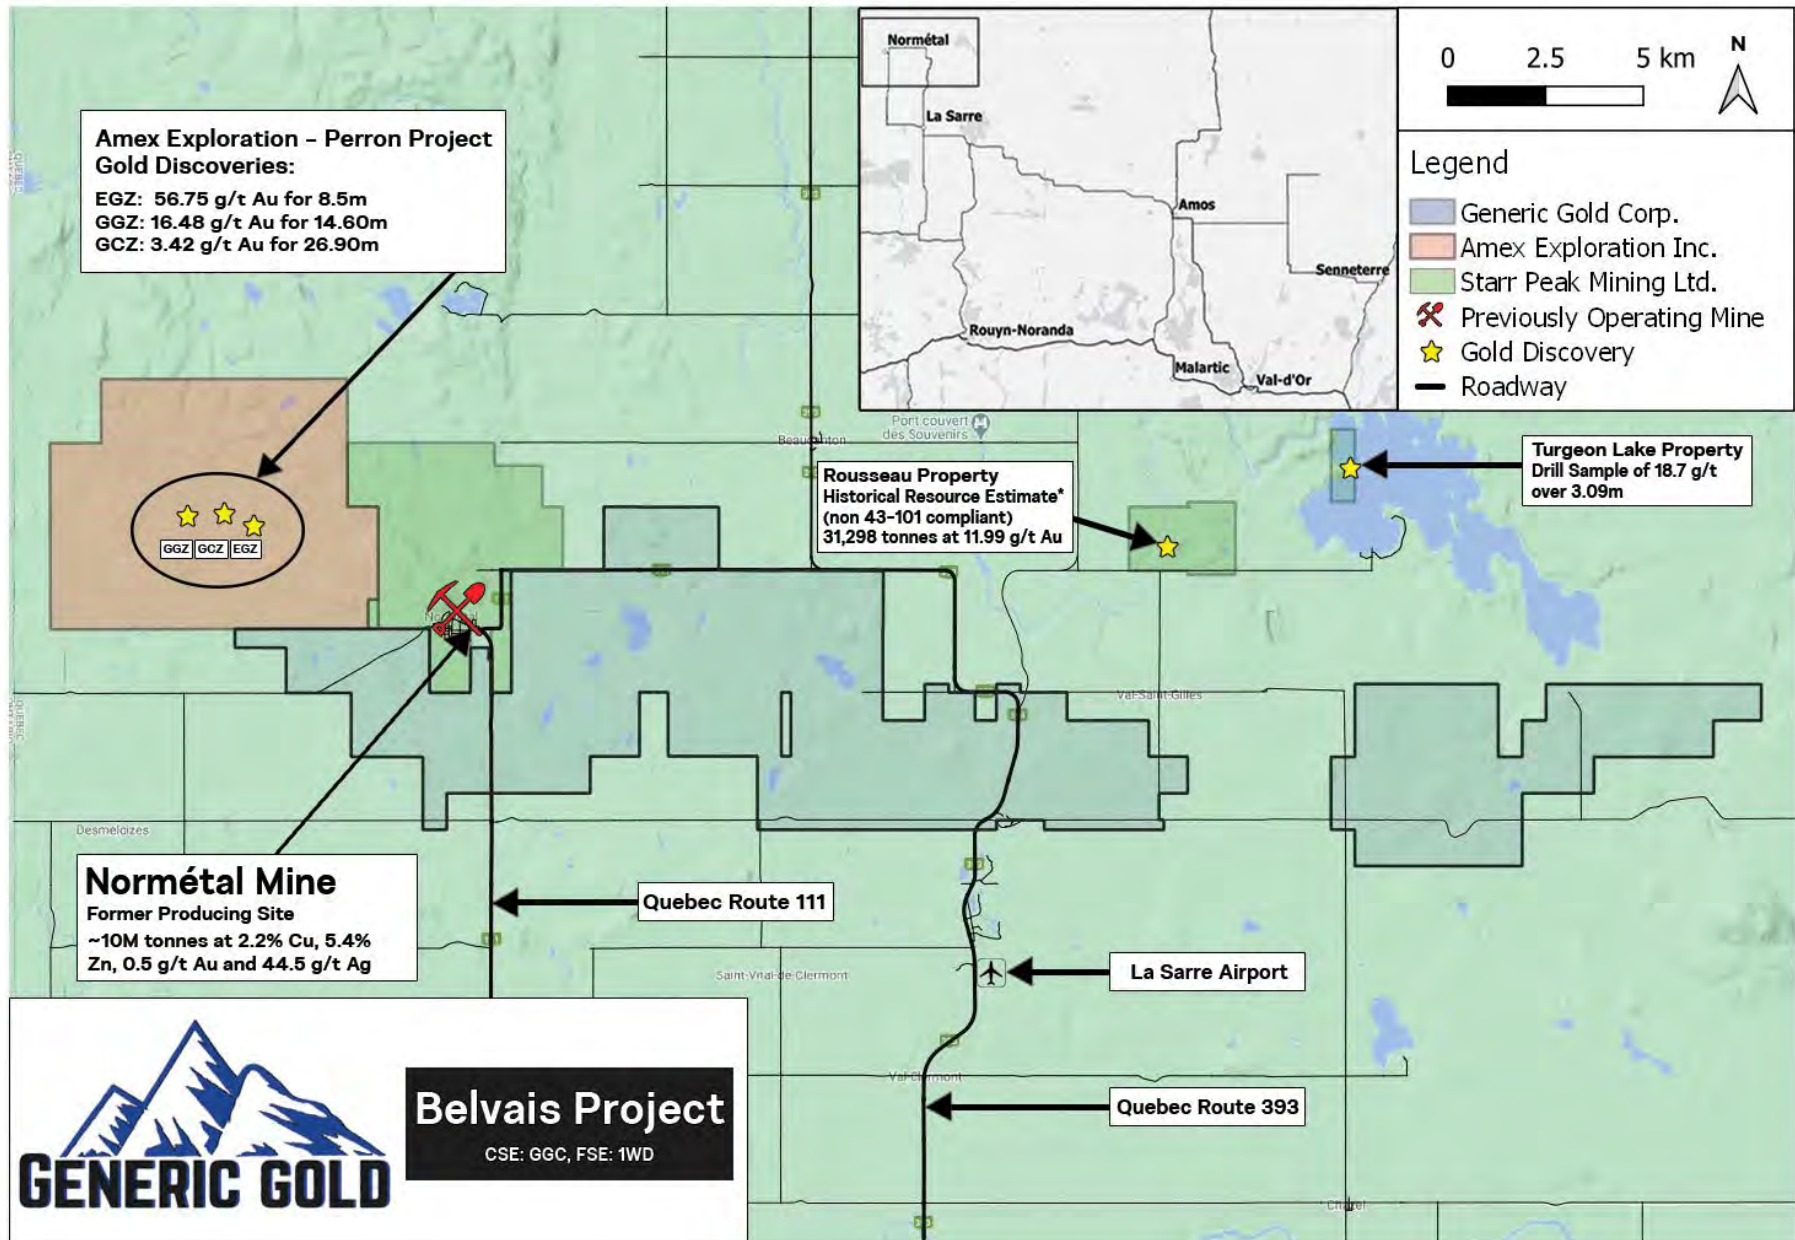 Normétal
La Sarre
Amos
Senneterre
Rouyn-Noranda
Malartic
Val-d'Or
0 2.5 5 km
N
Legend
Generic Gold Corp.
Amex Exploration Inc.
Starr Peak Mining Ltd.
Previously Operating Mine
Gold Discovery
Roadway
Amex Exploration – Perron Project
Gold Discoveries:
EGZ: 56.75 g/t Au for 8.5m
GGZ: 16.48 g/t Au for 14.60m
GCZ: 3.42 g/t Au for 26.90m
QUEBEC
Pont couvert
des Souvenirs
Beaucanton
Rousseau Property
Historical Resource Estimate*
(non 43-101 compliant)
31,298 tonnes at 11.99 g/t Au
Turgeon Lake Property
Drill Sample of 18.7 g/t
over 3.09m
GGZ GCZ EGZ
Val-Saint-Gilles
QUEBEC
Desméloizes
Normétal Mine
Former Producing Site
~10M tonnes at 2.2% Cu, 5.4%
Zn, 0.5 g/t Au and 44.5 g/t Ag
Quebec Route 111
Saint-Vital-de-Clermont
La Sarre Airport
Val-Clermont
Quebec Route 393
Chazel
GENERIC GOLD
Belvais Project
CSE: GGC, FSE: 1WD